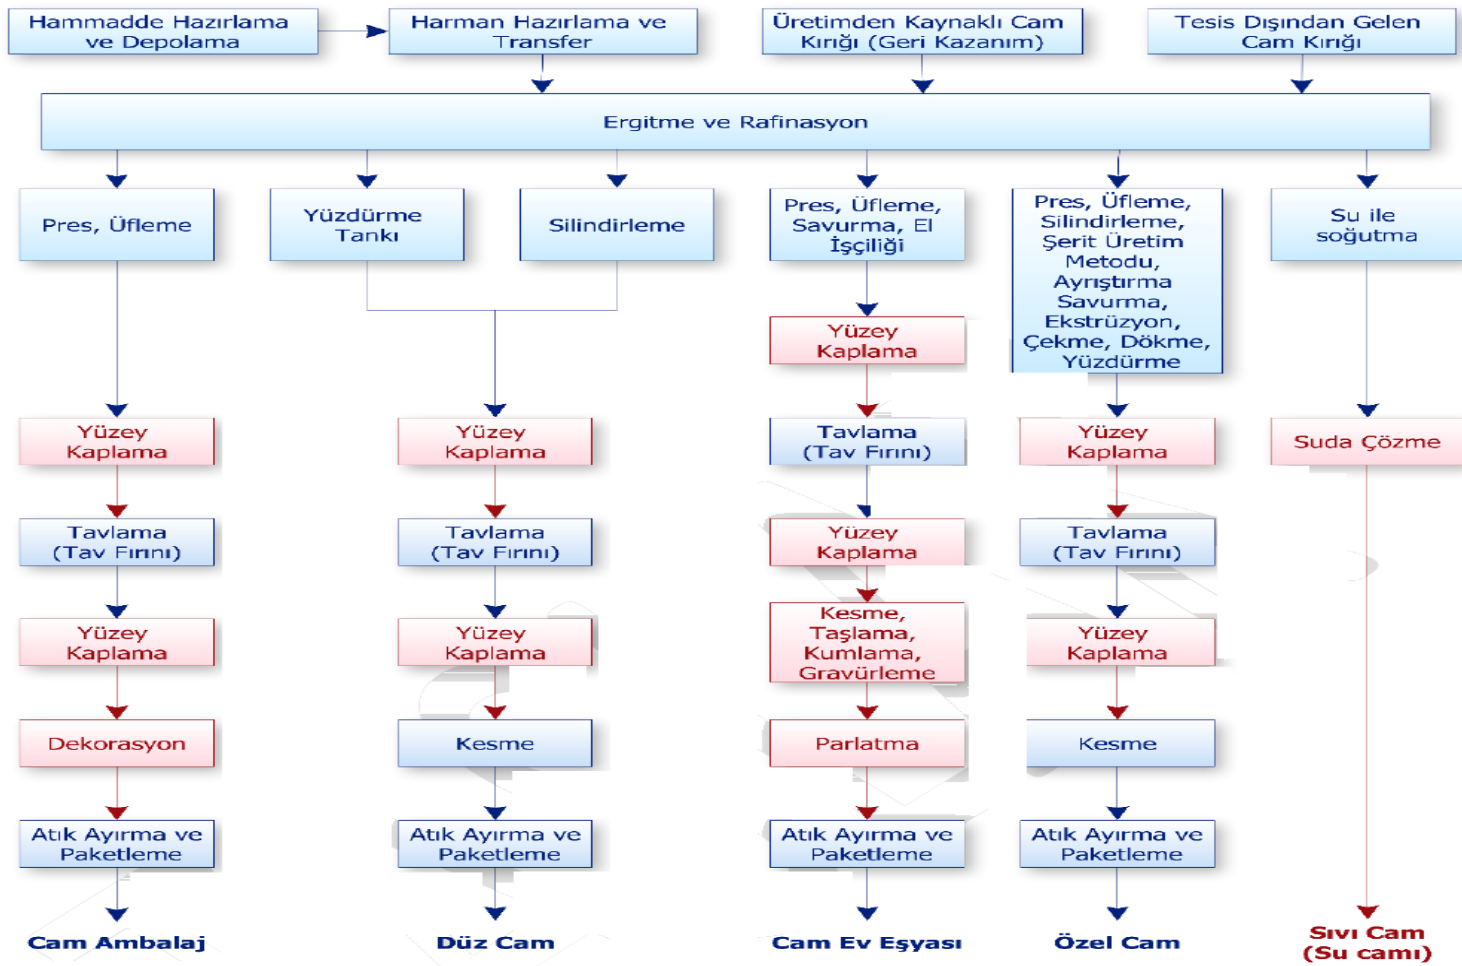 Hammadde Hazırlama
ve Depolama
Harman Hazırlama ve
Transfer
Üretimden Kaynaklı Cam
Kırığı (Geri Kazanım)
Tesis Dışından Gelen
Cam Kırığı
Ergitme ve Rafinasyon
Pres, Üfleme
Yüzdürme
Tankı
Silindirleme
Pres, Üfleme,
Savurma, El
İşçiliği
Pres, Üfleme,
Silindirleme,
Şerit Üretim
Metodu,
Ayrıştırma
Savurma,
Ekstrüzyon,
Çekme, Dökme,
Yüzdürme
Su ile
soğutma
Yüzey
Kaplama
Yüzey
Kaplama
Yüzey
Kaplama
Tavlama
(Tav Fırını)
Yüzey
Kaplama
Suda Çözme
Tavlama
(Tav Fırını)
Tavlama
(Tav Fırını)
Yüzey
Kaplama
Tavlama
(Tav Fırını)
Yüzey
Kaplama
Yüzey
Kaplama
Kesme,
Taşlama,
Kumlama,
Gravürleme
Yüzey
Kaplama
Dekorasyon
Kesme
Parlatma
Kesme
Atık Ayırma ve
Paketleme
Atık Ayırma ve
Paketleme
Atık Ayırma ve
Paketleme
Atık Ayırma ve
Paketleme
Cam Ambalaj
Düz Cam
Cam Ev Eşyası
Özel Cam
Sıvı Cam
(Su camı)